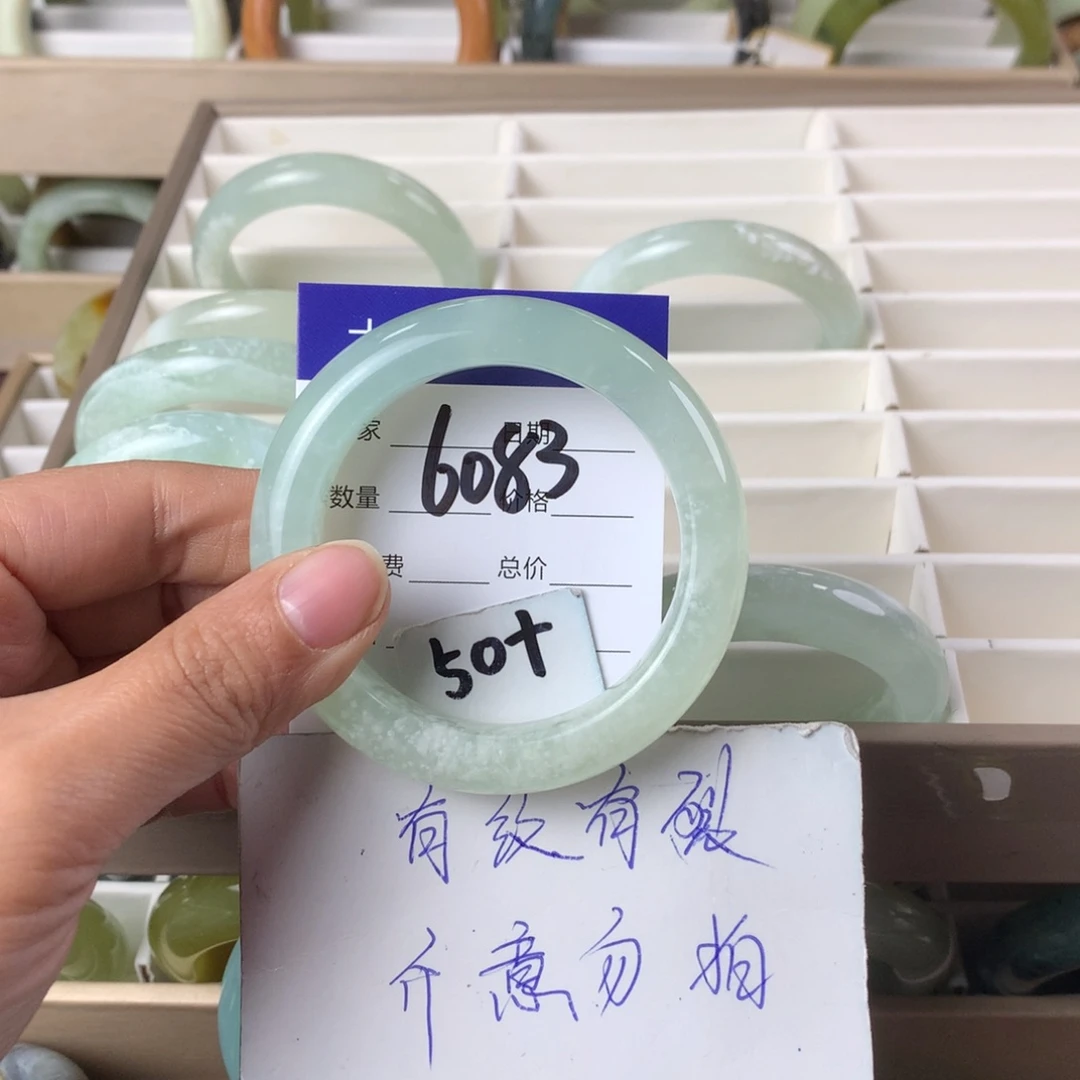 家 日期
6083
数量 价格
费 总价
50+
有纹有裂
介意勿拍